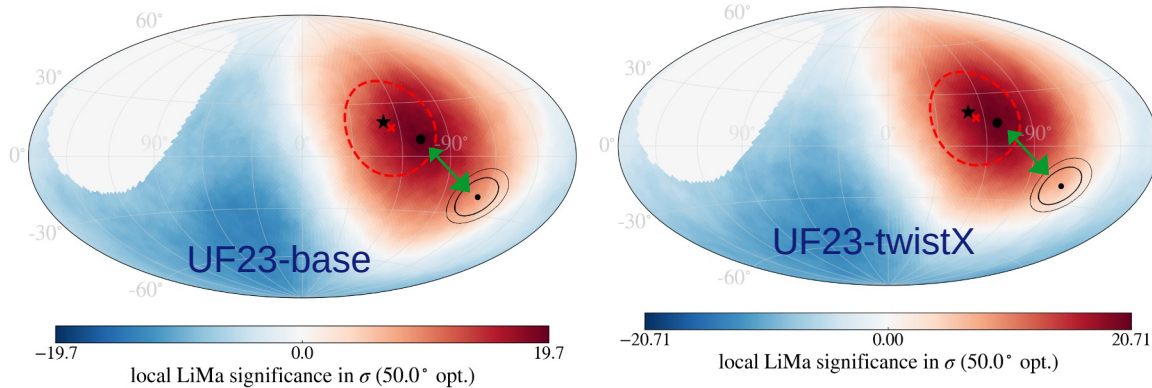 60°
30°
0°
-30°
-60°
90°
0°
-90°
UF23-base
−19.7 0.0 19.7
local LiMa significance in σ (50.0° opt.)
60°
30°
0°
-30°
-60°
90°
0°
-90°
UF23-twistX
−20.71 0.00 20.71
local LiMa significance in σ (50.0° opt.)